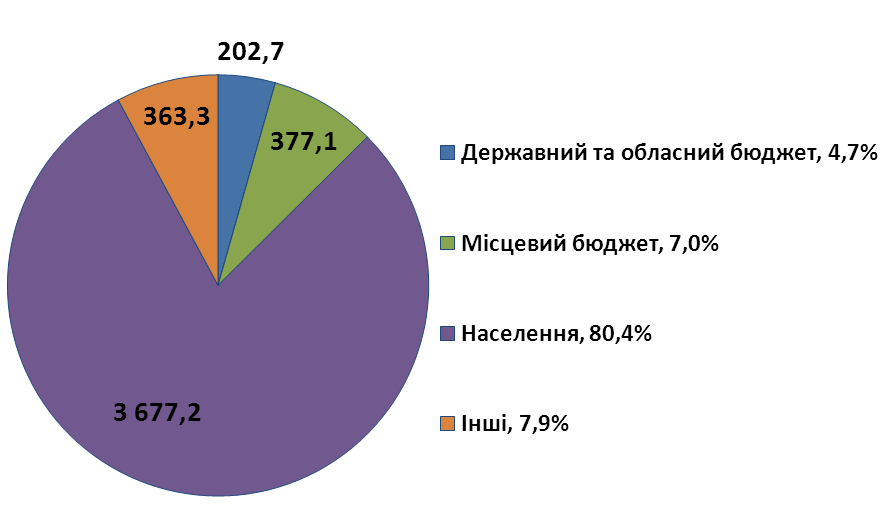 202,7
363,3
377,1
3 677,2
Державний та обласний бюджет, 4,7%
Місцевий бюджет, 7,0%
Населення, 80,4%
Інші, 7,9%